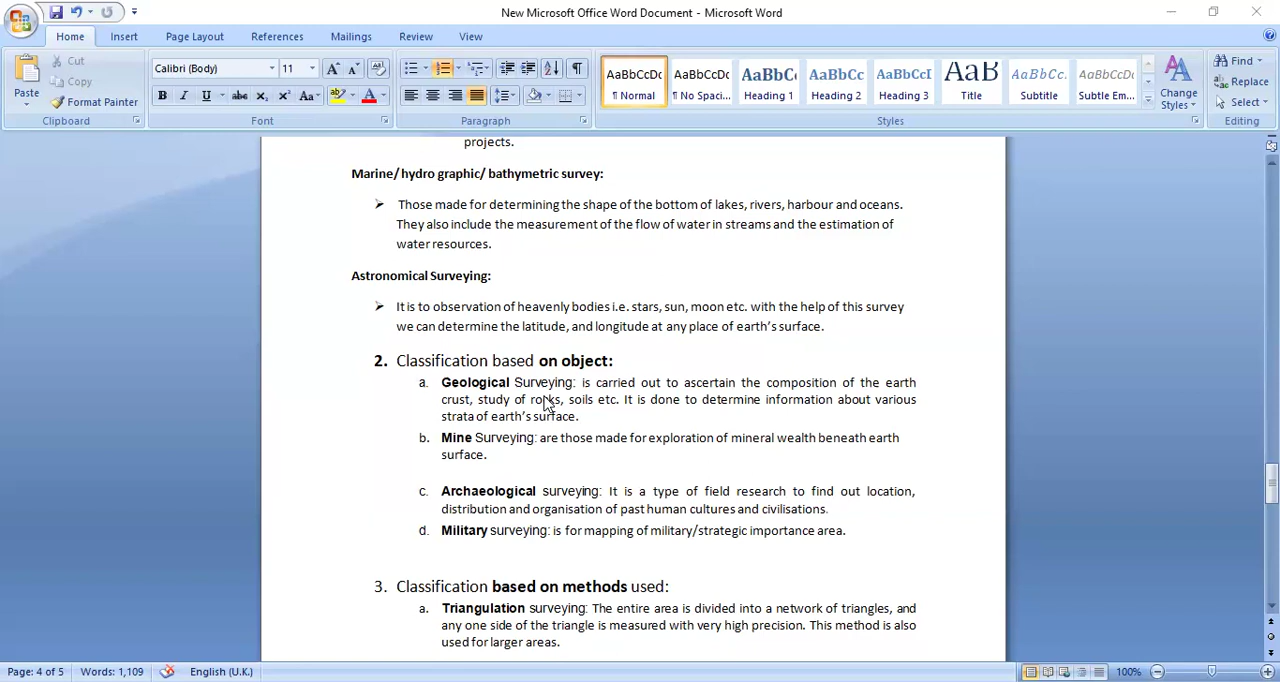 New Microsoft Office Word Document - Microsoft Word
Home Insert Page Layout References Mailings Review View
Paste Cut Copy Format Painter
Calibri (Body) 11
AaBbCcDc AaBbCcDc AaBbC AaBbCc AaBbCcI AaB AaBbCc. AaBbCcDc
¶ Normal ¶ No Spaci... Heading 1 Heading 2 Heading 3 Title Subtitle Subtle Em...
Change Styles
Find Replace Select
Clipboard Font Paragraph Styles Editing
projects.
Marine/ hydro graphic/ bathymetric survey:
➢ Those made for determining the shape of the bottom of lakes, rivers, harbour and oceans.
They also include the measurement of the flow of water in streams and the estimation of
water resources.
Astronomical Surveying:
➢ It is to observation of heavenly bodies i.e. stars, sun, moon etc. with the help of this survey
we can determine the latitude, and longitude at any place of earth's surface.
2. Classification based on object:
a. Geological Surveying: is carried out to ascertain the composition of the earth
crust, study of rocks, soils etc. It is done to determine information about various
strata of earth's surface.
b. Mine Surveying: are those made for exploration of mineral wealth beneath earth
surface.
c. Archaeological surveying: It is a type of field research to find out location,
distribution and organisation of past human cultures and civilisations.
d. Military surveying: is for mapping of military/strategic importance area.
3. Classification based on methods used:
a. Triangulation surveying: The entire area is divided into a network of triangles, and
any one side of the triangle is measured with very high precision. This method is also
used for larger areas.
Page: 4 of 5 Words: 1,109 English (U.K.) 100%